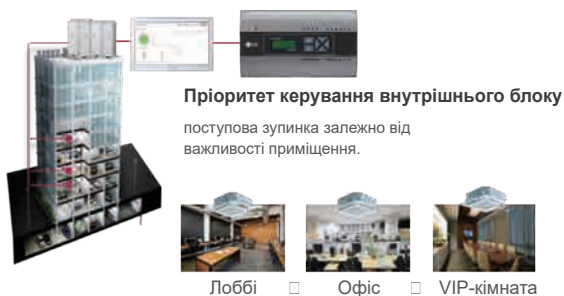 Пріоритет керування внутрішнього блоку
поступова зупинка залежно від
важливості приміщення.
Лоббі □ Офіс □ VIP-кімната